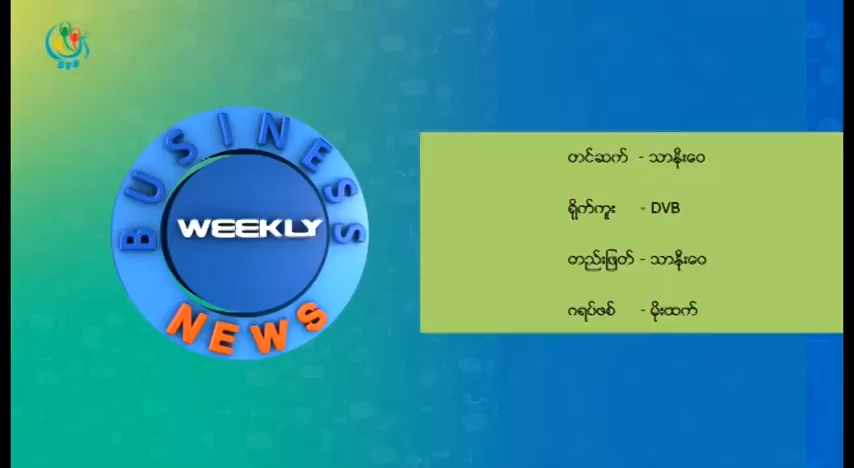 DVB
BUSINESS
WEEKLY
NEWS
တင်ဆက် - သာနိုးဝေ
ရိုက်ကူး - DVB
တည်းဖြတ် - သာနိုးဝေ
ဂရပ်ဖစ် - မိုးထက်